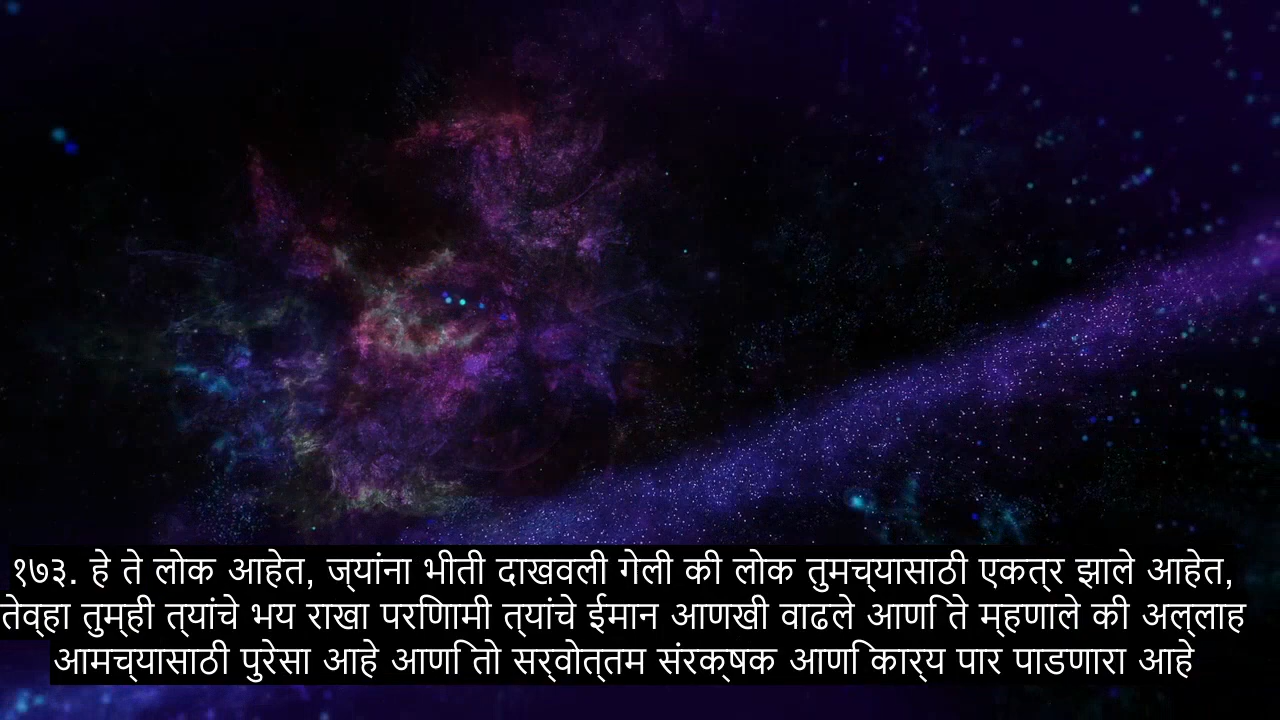 १७३. हे ते लोक आहेत, ज्यांना भीती दाखवली गेली की लोक तुमच्यासाठी एकत्र झाले आहेत,
तेव्हा तुम्ही त्यांचे भय राखा परिणामी त्यांचे ईमान आणखी वाढले आणि ते म्हणाले की अल्लाह
आमच्यासाठी पुरेसा आहे आणि तो सर्वोत्तम संरक्षक आणि कार्य पार पाडणारा आहे